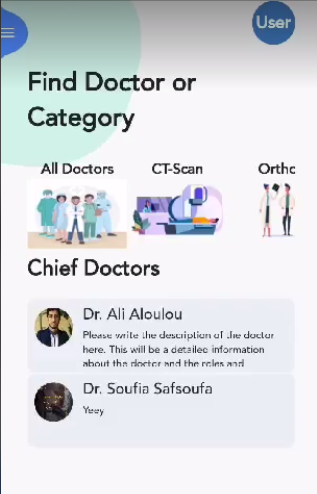 User
Find Doctor or
Category
All Doctors CT-Scan Ortho
Chief Doctors
Dr. Ali Aloulou
Please write the description of the doctor
here. This will be a detailed information
about the doctor and the roles and
Dr. Soufia Safsoufa
Yeey